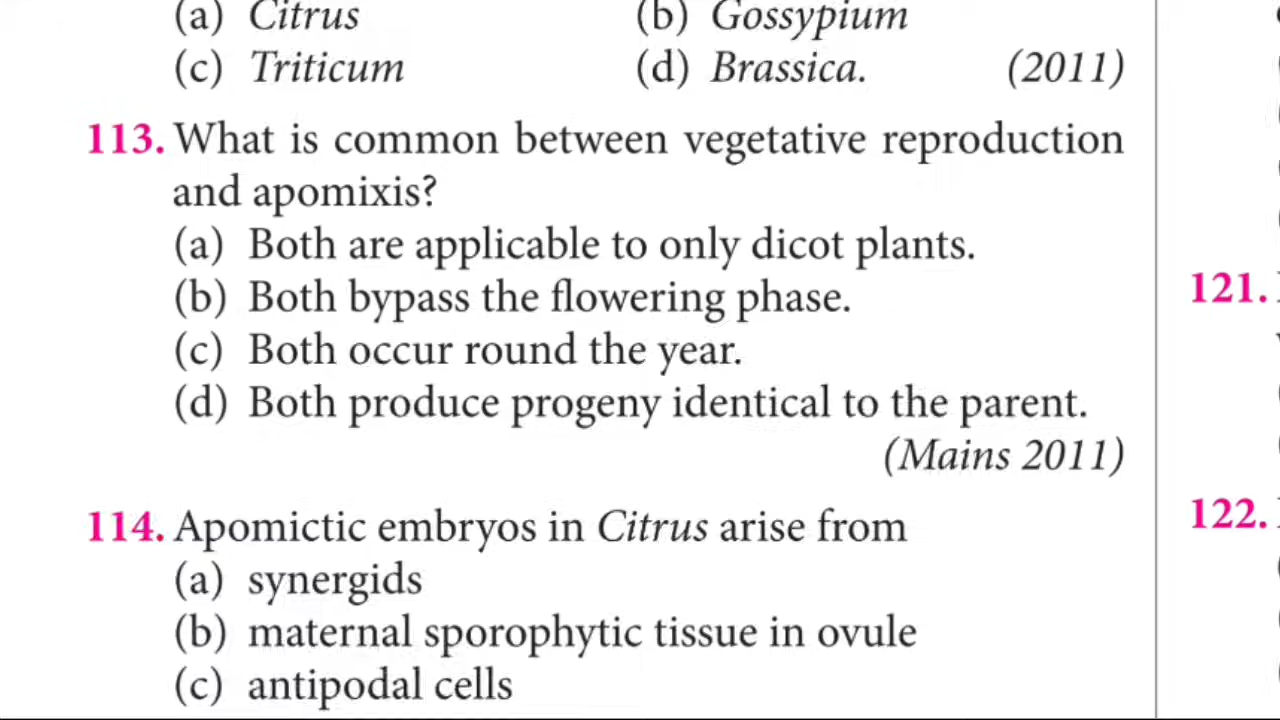 (a) Citrus (b) Gossypium
(c) Triticum (d) Brassica. (2011)
113. What is common between vegetative reproduction
and apomixis?
(a) Both are applicable to only dicot plants.
(b) Both bypass the flowering phase.
(c) Both occur round the year.
(d) Both produce progeny identical to the parent.
(Mains 2011)
114. Apomictic embryos in Citrus arise from
(a) synergids
(b) maternal sporophytic tissue in ovule
(c) antipodal cells
121.
122.